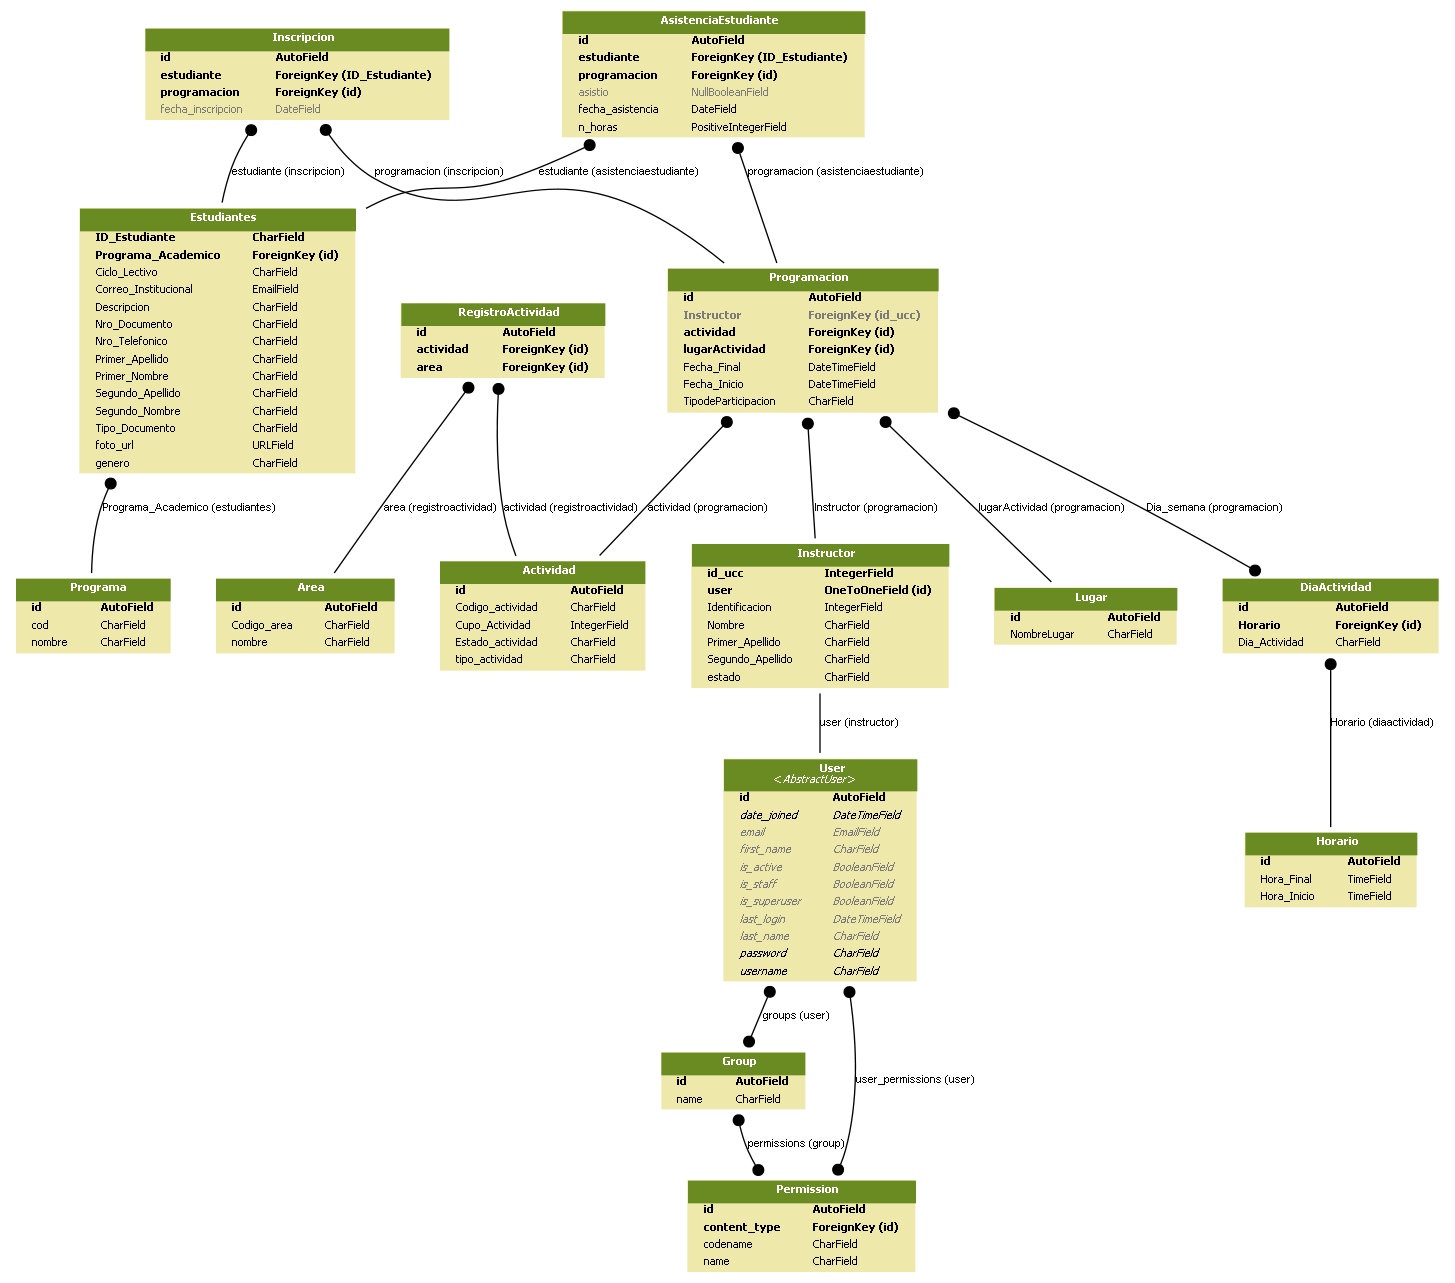 Inscripcion
id AutoField
estudiante ForeignKey (ID_Estudiante)
programacion ForeignKey (id)
fecha_inscripcion DateField
AsistenciaEstudiante
id AutoField
estudiante ForeignKey (ID_Estudiante)
programacion ForeignKey (id)
asistio NullBooleanField
fecha_asistencia DateField
n_horas PositiveIntegerField
estudiante (inscripcion)
programacion (inscripcion)
estudiante (asistenciaestudiante)
programacion (asistenciaestudiante)
Estudiantes
ID_Estudiante CharField
Programa_Academico ForeignKey (id)
Ciclo_Lectivo CharField
Correo_Institucional EmailField
Descripcion CharField
Nro_Documento CharField
Nro_Telefonico CharField
Primer_Apellido CharField
Primer_Nombre CharField
Segundo_Apellido CharField
Segundo_Nombre CharField
Tipo_Documento CharField
foto_url URLField
genero CharField
RegistroActividad
id AutoField
actividad ForeignKey (id)
area ForeignKey (id)
Programacion
id AutoField
Instructor ForeignKey (id_ucc)
actividad ForeignKey (id)
lugarActividad ForeignKey (id)
Fecha_Final DateTimeField
Fecha_Inicio DateTimeField
TipodeParticipacion CharField
Programa_Academico (estudiantes)
area (registroactividad)
actividad (registroactividad)
actividad (programacion)
Instructor (programacion)
lugarActividad (programacion)
Dia_semana (programacion)
Programa
id AutoField
cod CharField
nombre CharField
Area
id AutoField
Codigo_area CharField
nombre CharField
Actividad
id AutoField
Codigo_actividad CharField
Cupo_Actividad IntegerField
Estado_actividad CharField
tipo_actividad CharField
Instructor
id_ucc IntegerField
user OneToOneField (id)
Identificacion IntegerField
Nombre CharField
Primer_Apellido CharField
Segundo_Apellido CharField
estado CharField
Lugar
id AutoField
NombreLugar CharField
DiaActividad
id AutoField
Horario ForeignKey (id)
Dia_Actividad CharField
user (instructor)
Horario (diaactividad)
User
<AbstractUser>
id AutoField
date_joined DateTimeField
email EmailField
first_name CharField
is_active BooleanField
is_staff BooleanField
is_superuser BooleanField
last_login DateTimeField
last_name CharField
password CharField
username CharField
Horario
id AutoField
Hora_Final TimeField
Hora_Inicio TimeField
groups (user)
user_permissions (user)
Group
id AutoField
name CharField
permissions (group)
Permission
id AutoField
content_type ForeignKey (id)
codename CharField
name CharField